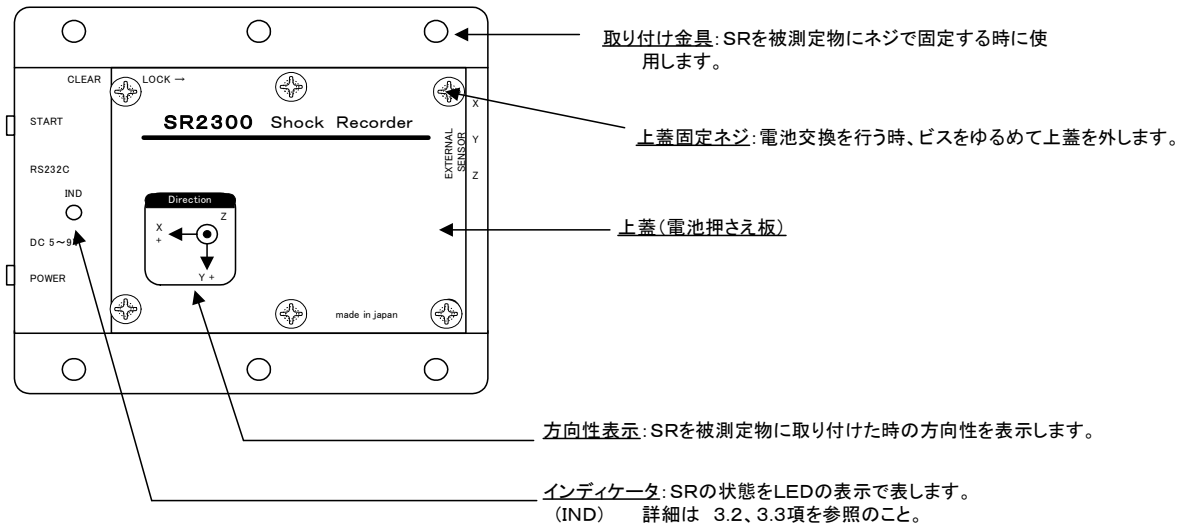 取り付け金具：SRを被測定物にネジで固定する時に使
用します。
CLEAR
LOCK →
START
SR2300 Shock Recorder
X
Y
Z
EXTERNAL
SENSOR
上蓋固定ネジ：電池交換を行う時、ビスをゆるめて上蓋を外します。
RS232C
IND
Direction
Z
X
+
Y +
上蓋（電池押さえ板）
DC 5～9
POWER
made in japan
方向性表示：SRを被測定物に取り付けた時の方向性を表示します。
インディケータ：SRの状態をLEDの表示で表します。
（IND） 詳細は 3.2、3.3項を参照のこと。